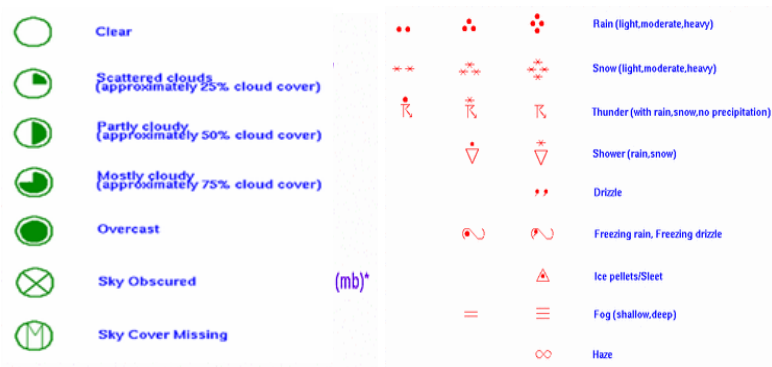 Clear
Scattered clouds
(approximately 25% cloud cover)
Partly cloudy
(approximately 50% cloud cover)
Mostly cloudy
(approximately 75% cloud cover)
Overcast
Sky Obscured
Sky Cover Missing
(mb)*
Rain (light,moderate,heavy)
Snow (light,moderate,heavy)
Thunder (with rain,snow,no precipitation)
Shower (rain,snow)
Drizzle
Freezing rain, Freezing drizzle
Ice pellets/Sleet
Fog (shallow,deep)
Haze